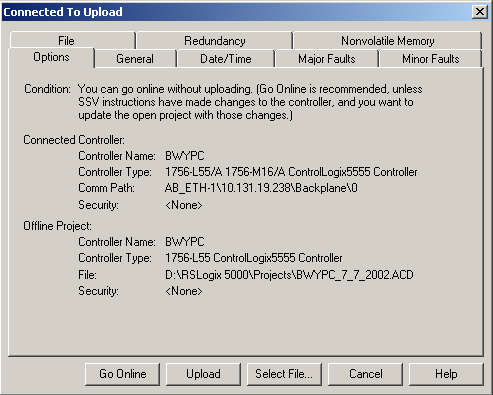 Connected To Upload
File Redundancy Nonvolatile Memory
Options General Date/Time Major Faults Minor Faults
Condition: You can go online without uploading. (Go Online is recommended, unless
SSV instructions have made changes to the controller, and you want to
update the open project with those changes.)
Connected Controller:
Controller Name: BWYPC
Controller Type: 1756-L55/A 1756-M16/A ControlLogix5555 Controller
Comm Path: AB_ETH-1\10.131.19.238\Backplane\0
Security: <None>
Offline Project:
Controller Name: BWYPC
Controller Type: 1756-L55 ControlLogix5555 Controller
File: D:\RSLogix 5000\Projects\BWYPC_7_7_2002.ACD
Security: <None>
Go Online Upload Select File... Cancel Help